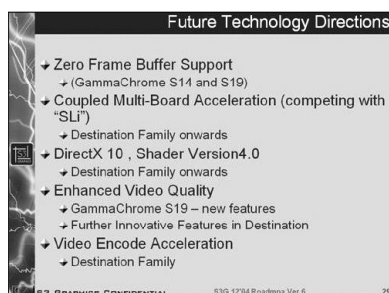 Future Technology Directions
Zero Frame Buffer Support
(GammaChrome S14 and S19)
Coupled Multi-Board Acceleration (competing with
“SLi”)
Destination Family onwards
DirectX 10 , Shader Version4.0
Destination Family onwards
Enhanced Video Quality
GammaChrome S19 – new features
Further Innovative Features in Destination
Video Encode Acceleration
Destination Family
S3 GRAPHICS CONFIDENTIAL
S3G 12'04 Roadmap Ver 6